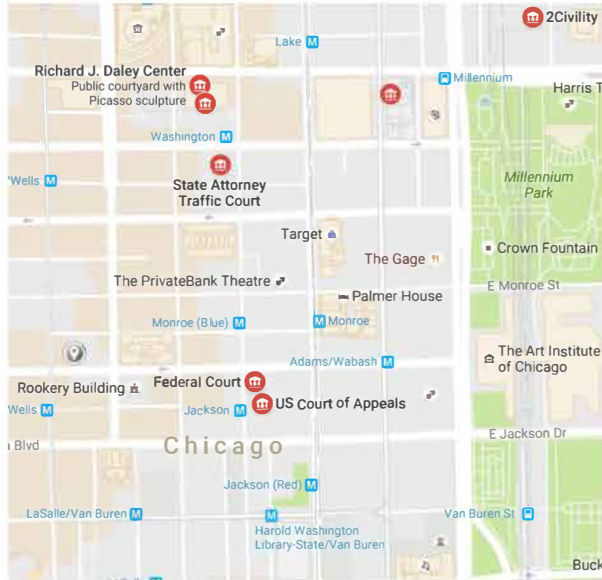 2Civility
Lake M
Richard J. Daley Center
Public courtyard with
Picasso sculpture
Millennium
Harris T
Washington M
State Attorney
Traffic Court
'Wells M
Millennium
Park
Target
The Gage
Crown Fountain
The PrivateBank Theatre
E Monroe St
Palmer House
Monroe (Blue) M
M Monroe
Adams/Wabash M
The Art Institute
of Chicago
Rookery Building
Federal Court
US Court of Appeals
Wells M
Jackson M
Blvd
Chicago
E Jackson Dr
Jackson (Red) M
LaSalle/Van Buren M
M
Harold Washington
Library-State/Van Buren
Van Buren St
Buck